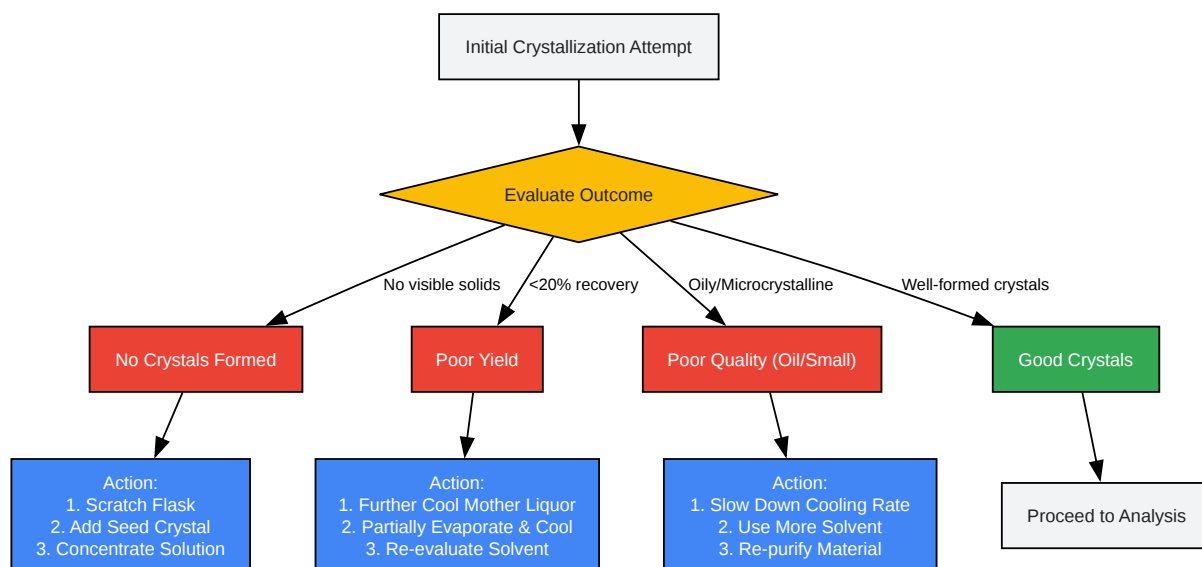 Initial Crystallization Attempt
Evaluate Outcome
No visible solids
<20% recovery
Oily/Microcrystalline
Well-formed crystals
No Crystals Formed
Poor Yield
Poor Quality (Oil/Small)
Good Crystals
Action:
1. Scratch Flask
2. Add Seed Crystal
3. Concentrate Solution
Action:
1. Further Cool Mother Liquor
2. Partially Evaporate & Cool
3. Re-evaluate Solvent
Action:
1. Slow Down Cooling Rate
2. Use More Solvent
3. Re-purify Material
Proceed to Analysis